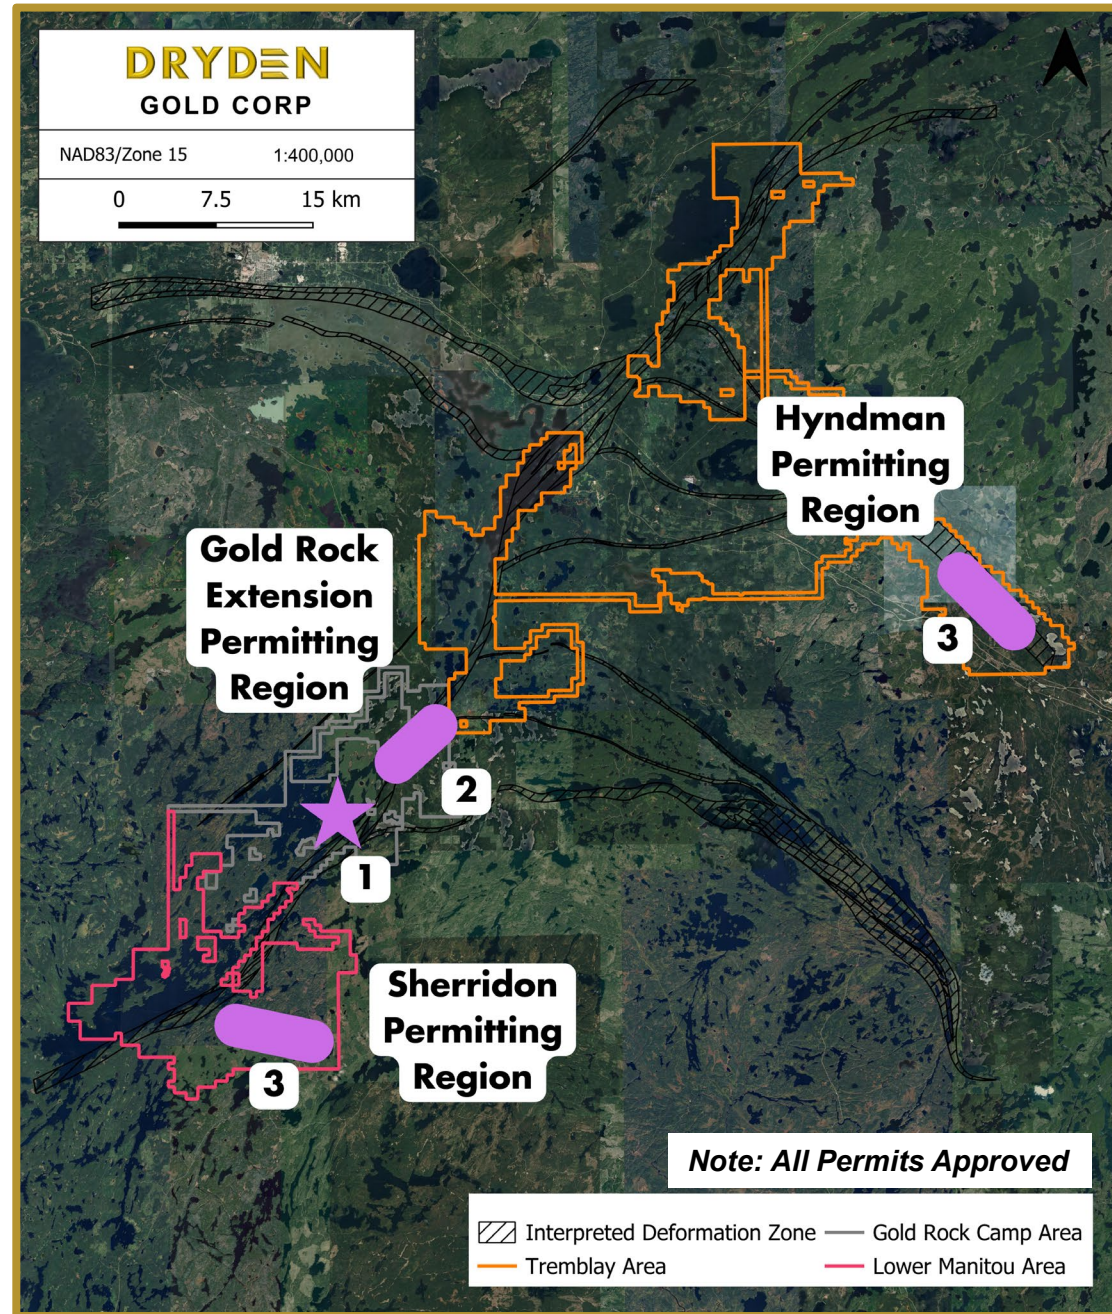 DRYDEN
GOLD CORP
NAD83/Zone 15 1:400,000
0 7.5 15 km
Hyndman
Permitting
Region
3
Gold Rock
Extension
Permitting
Region
2
1
Sherridon
Permitting
Region
3
Note: All Permits Approved
Interpreted Deformation Zone Gold Rock Camp Area
Tremblay Area Lower Manitou Area